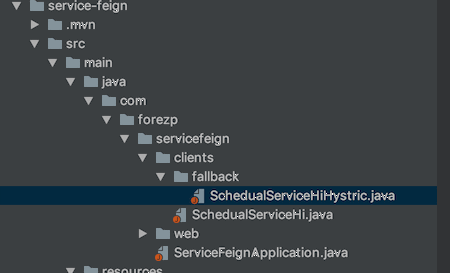 service-feign
.mvn
src
main
java
com
forezp
servicefeign
clients
fallback
SchedualServiceHiHystric.java
SchedualServiceHi.java
web
ServiceFeignApplication.java
resources